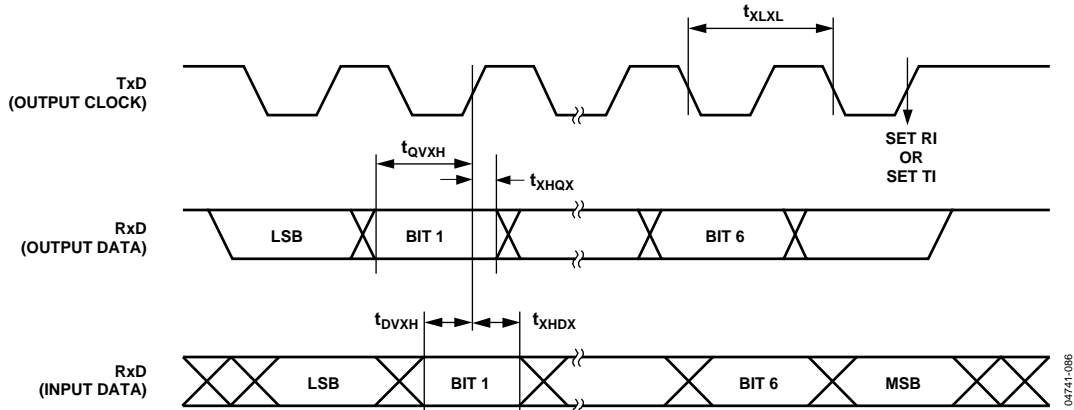 tXLXL
TxD
(OUTPUT CLOCK)
SET RI
OR
SET TI
tQVXH
tXHQX
RxD
(OUTPUT DATA)
LSB
BIT 1
BIT 6
tDVXH
tXHDX
RxD
(INPUT DATA)
LSB
BIT 1
BIT 6
MSB
04741-086